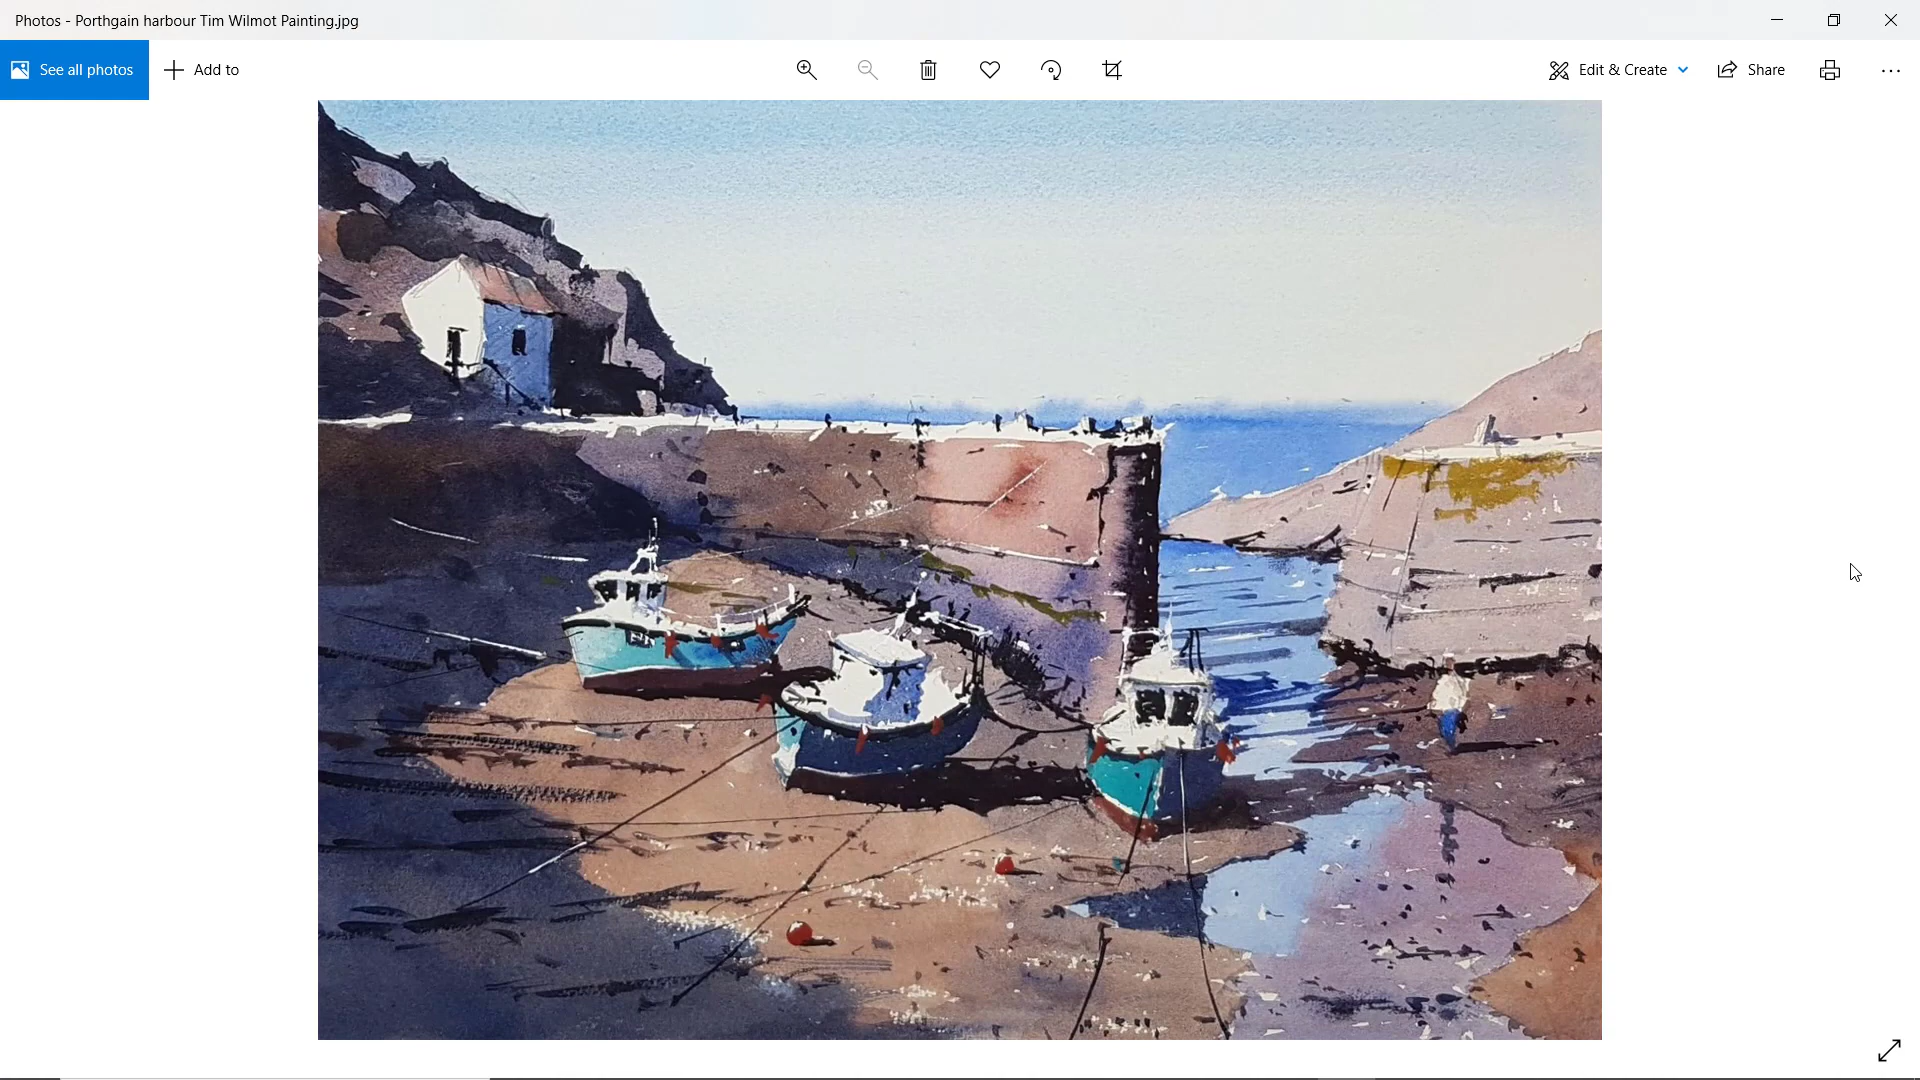 Photos - Porthgain harbour Tim Wilmot Painting.jpg
See all photos
Add to
Edit & Create
Share